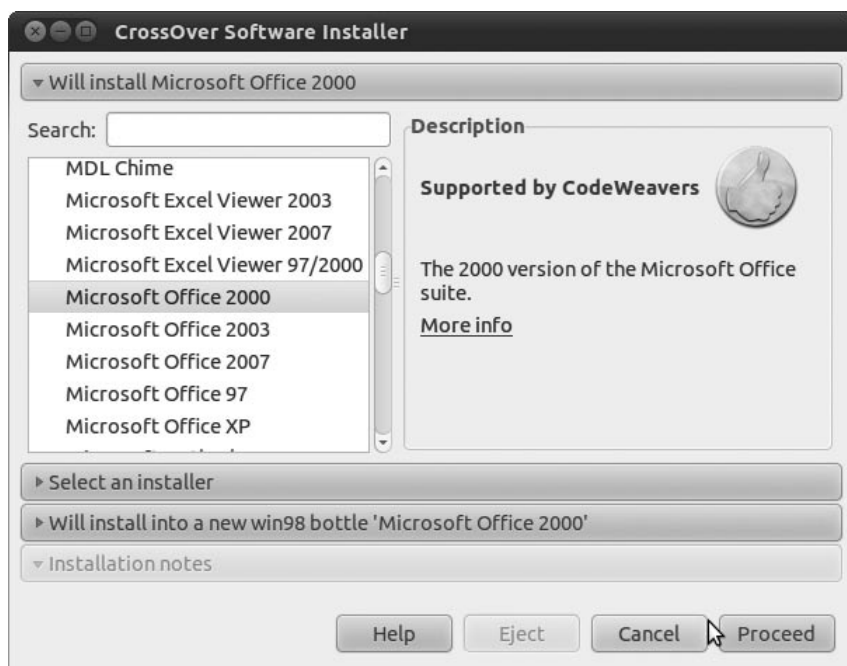 CrossOver Software Installer
Will install Microsoft Office 2000
Search:
MDL Chime
Microsoft Excel Viewer 2003
Microsoft Excel Viewer 2007
Microsoft Excel Viewer 97/2000
Microsoft Office 2000
Microsoft Office 2003
Microsoft Office 2007
Microsoft Office 97
Microsoft Office XP
Description
Supported by CodeWeavers
The 2000 version of the Microsoft Office
suite.
More info
Select an installer
Will install into a new win98 bottle 'Microsoft Office 2000'
Installation notes
Help
Eject
Cancel
Proceed